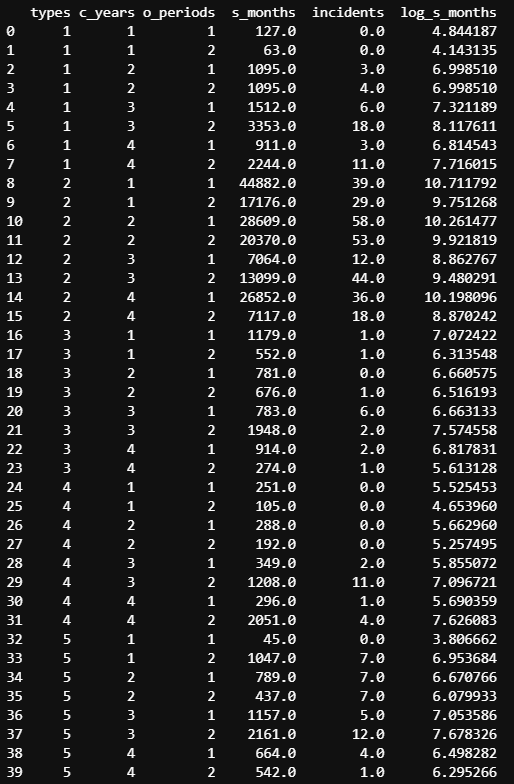 types c_years o_periods s_months incidents log_s_months
0 1 1 1 127.0 0.0 4.844187
1 1 1 2 63.0 0.0 4.143135
2 1 2 1 1095.0 3.0 6.998510
3 1 2 2 1095.0 4.0 6.998510
4 1 3 1 1512.0 6.0 7.321189
5 1 3 2 3353.0 18.0 8.117611
6 1 4 1 911.0 3.0 6.814543
7 1 4 2 2244.0 11.0 7.716015
8 2 1 1 44882.0 39.0 10.711792
9 2 1 2 17176.0 29.0 9.751268
10 2 2 1 28609.0 58.0 10.261477
11 2 2 2 20370.0 53.0 9.921819
12 2 3 1 7064.0 12.0 8.862767
13 2 3 2 13099.0 44.0 9.480291
14 2 4 1 26852.0 36.0 10.198096
15 2 4 2 7117.0 18.0 8.870242
16 3 1 1 1179.0 1.0 7.072422
17 3 1 2 552.0 1.0 6.313548
18 3 2 1 781.0 0.0 6.660575
19 3 2 2 676.0 1.0 6.516193
20 3 3 1 783.0 6.0 6.663133
21 3 3 2 1948.0 2.0 7.574558
22 3 4 1 914.0 2.0 6.817831
23 3 4 2 274.0 1.0 5.613128
24 4 1 1 251.0 0.0 5.525453
25 4 1 2 105.0 0.0 4.653960
26 4 2 1 288.0 0.0 5.662960
27 4 2 2 192.0 0.0 5.257495
28 4 3 1 349.0 2.0 5.855072
29 4 3 2 1208.0 11.0 7.096721
30 4 4 1 296.0 1.0 5.690359
31 4 4 2 2051.0 4.0 7.626083
32 5 1 1 45.0 0.0 3.806662
33 5 1 2 1047.0 7.0 6.953684
34 5 2 1 789.0 7.0 6.670766
35 5 2 2 437.0 7.0 6.079933
36 5 3 1 1157.0 5.0 7.053586
37 5 3 2 2161.0 12.0 7.678326
38 5 4 1 664.0 4.0 6.498282
39 5 4 2 542.0 1.0 6.295266